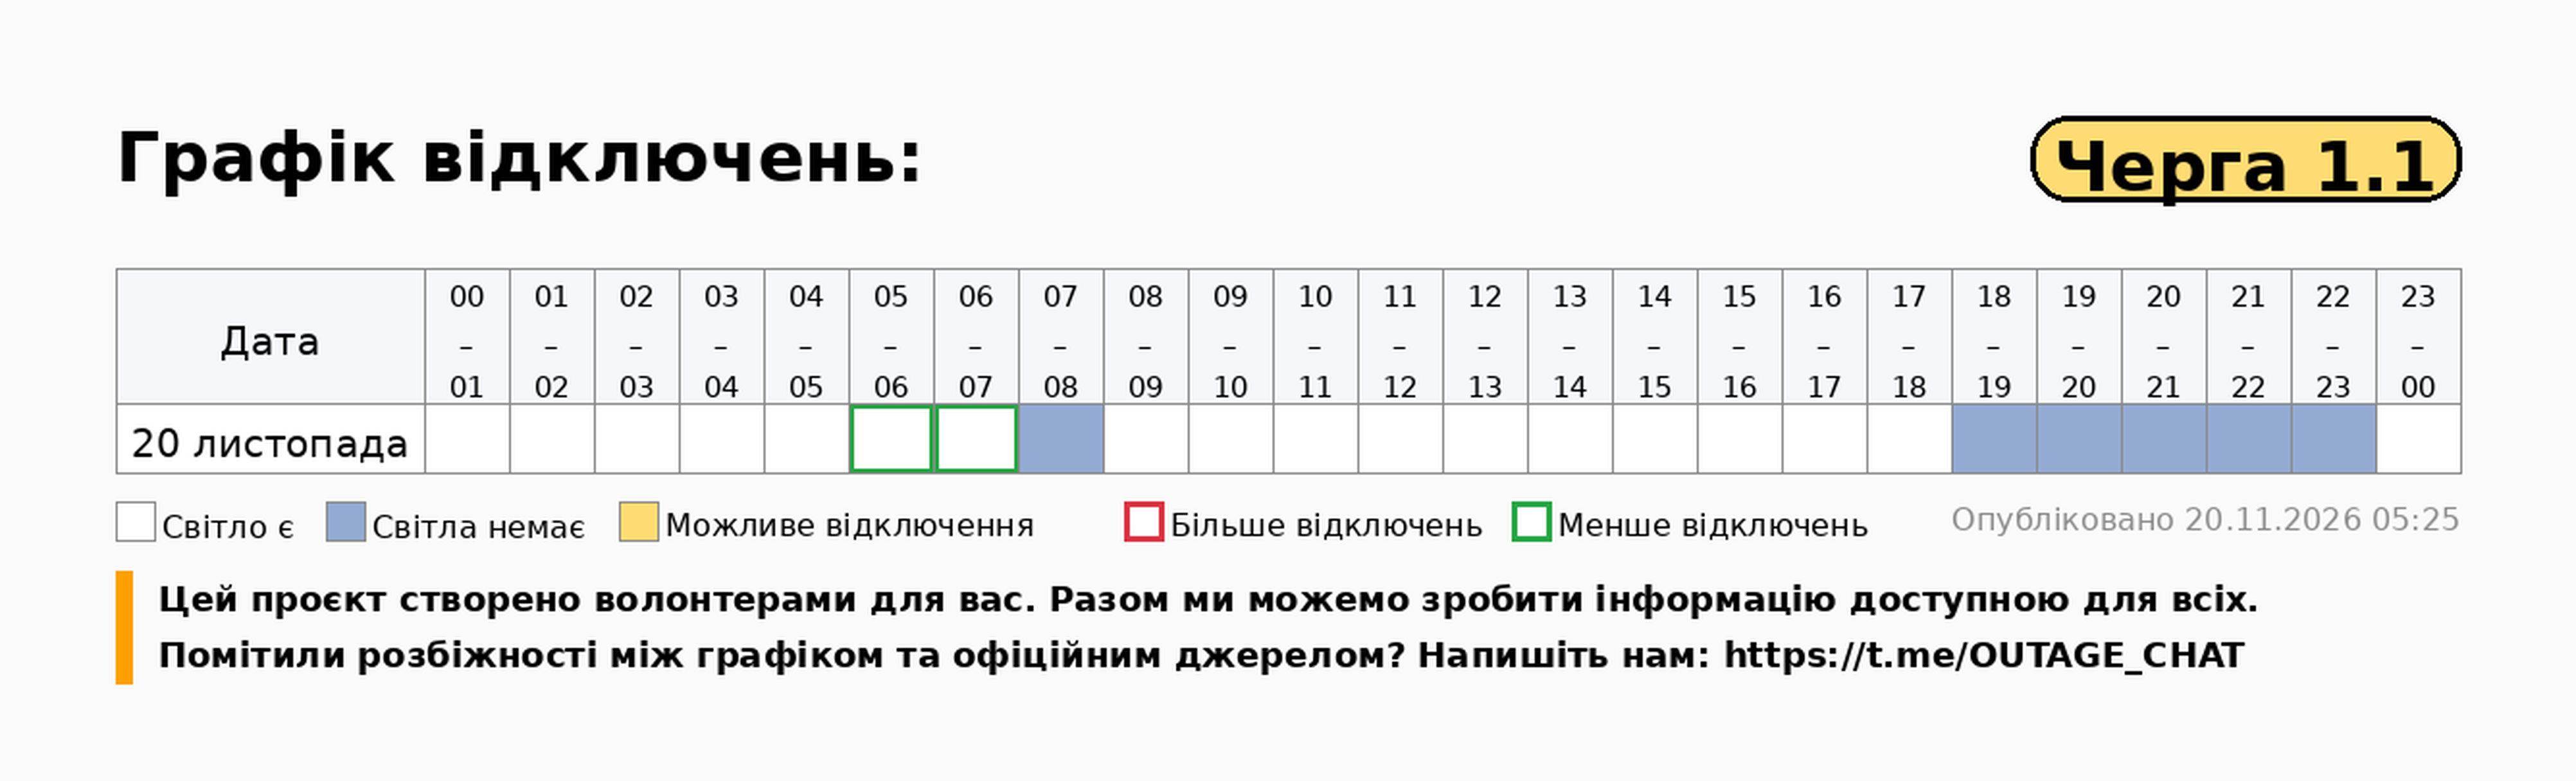 Графік відключень:
Черга 1.1
Дата
00 – 01
01 – 02
02 – 03
03 – 04
04 – 05
05 – 06
06 – 07
07 – 08
08 – 09
09 – 10
10 – 11
11 – 12
12 – 13
13 – 14
14 – 15
15 – 16
16 – 17
17 – 18
18 – 19
19 – 20
20 – 21
21 – 22
22 – 23
23 – 00
20 листопада
Світло є
Світла немає
Можливе відключення
Більше відключень
Менше відключень
Опубліковано 20.11.2026 05:25
Цей проєкт створено волонтерами для вас. Разом ми можемо зробити інформацію доступною для всіх.
Помітили розбіжності між графіком та офіційним джерелом? Напишіть нам: https://t.me/OUTAGE_CHAT